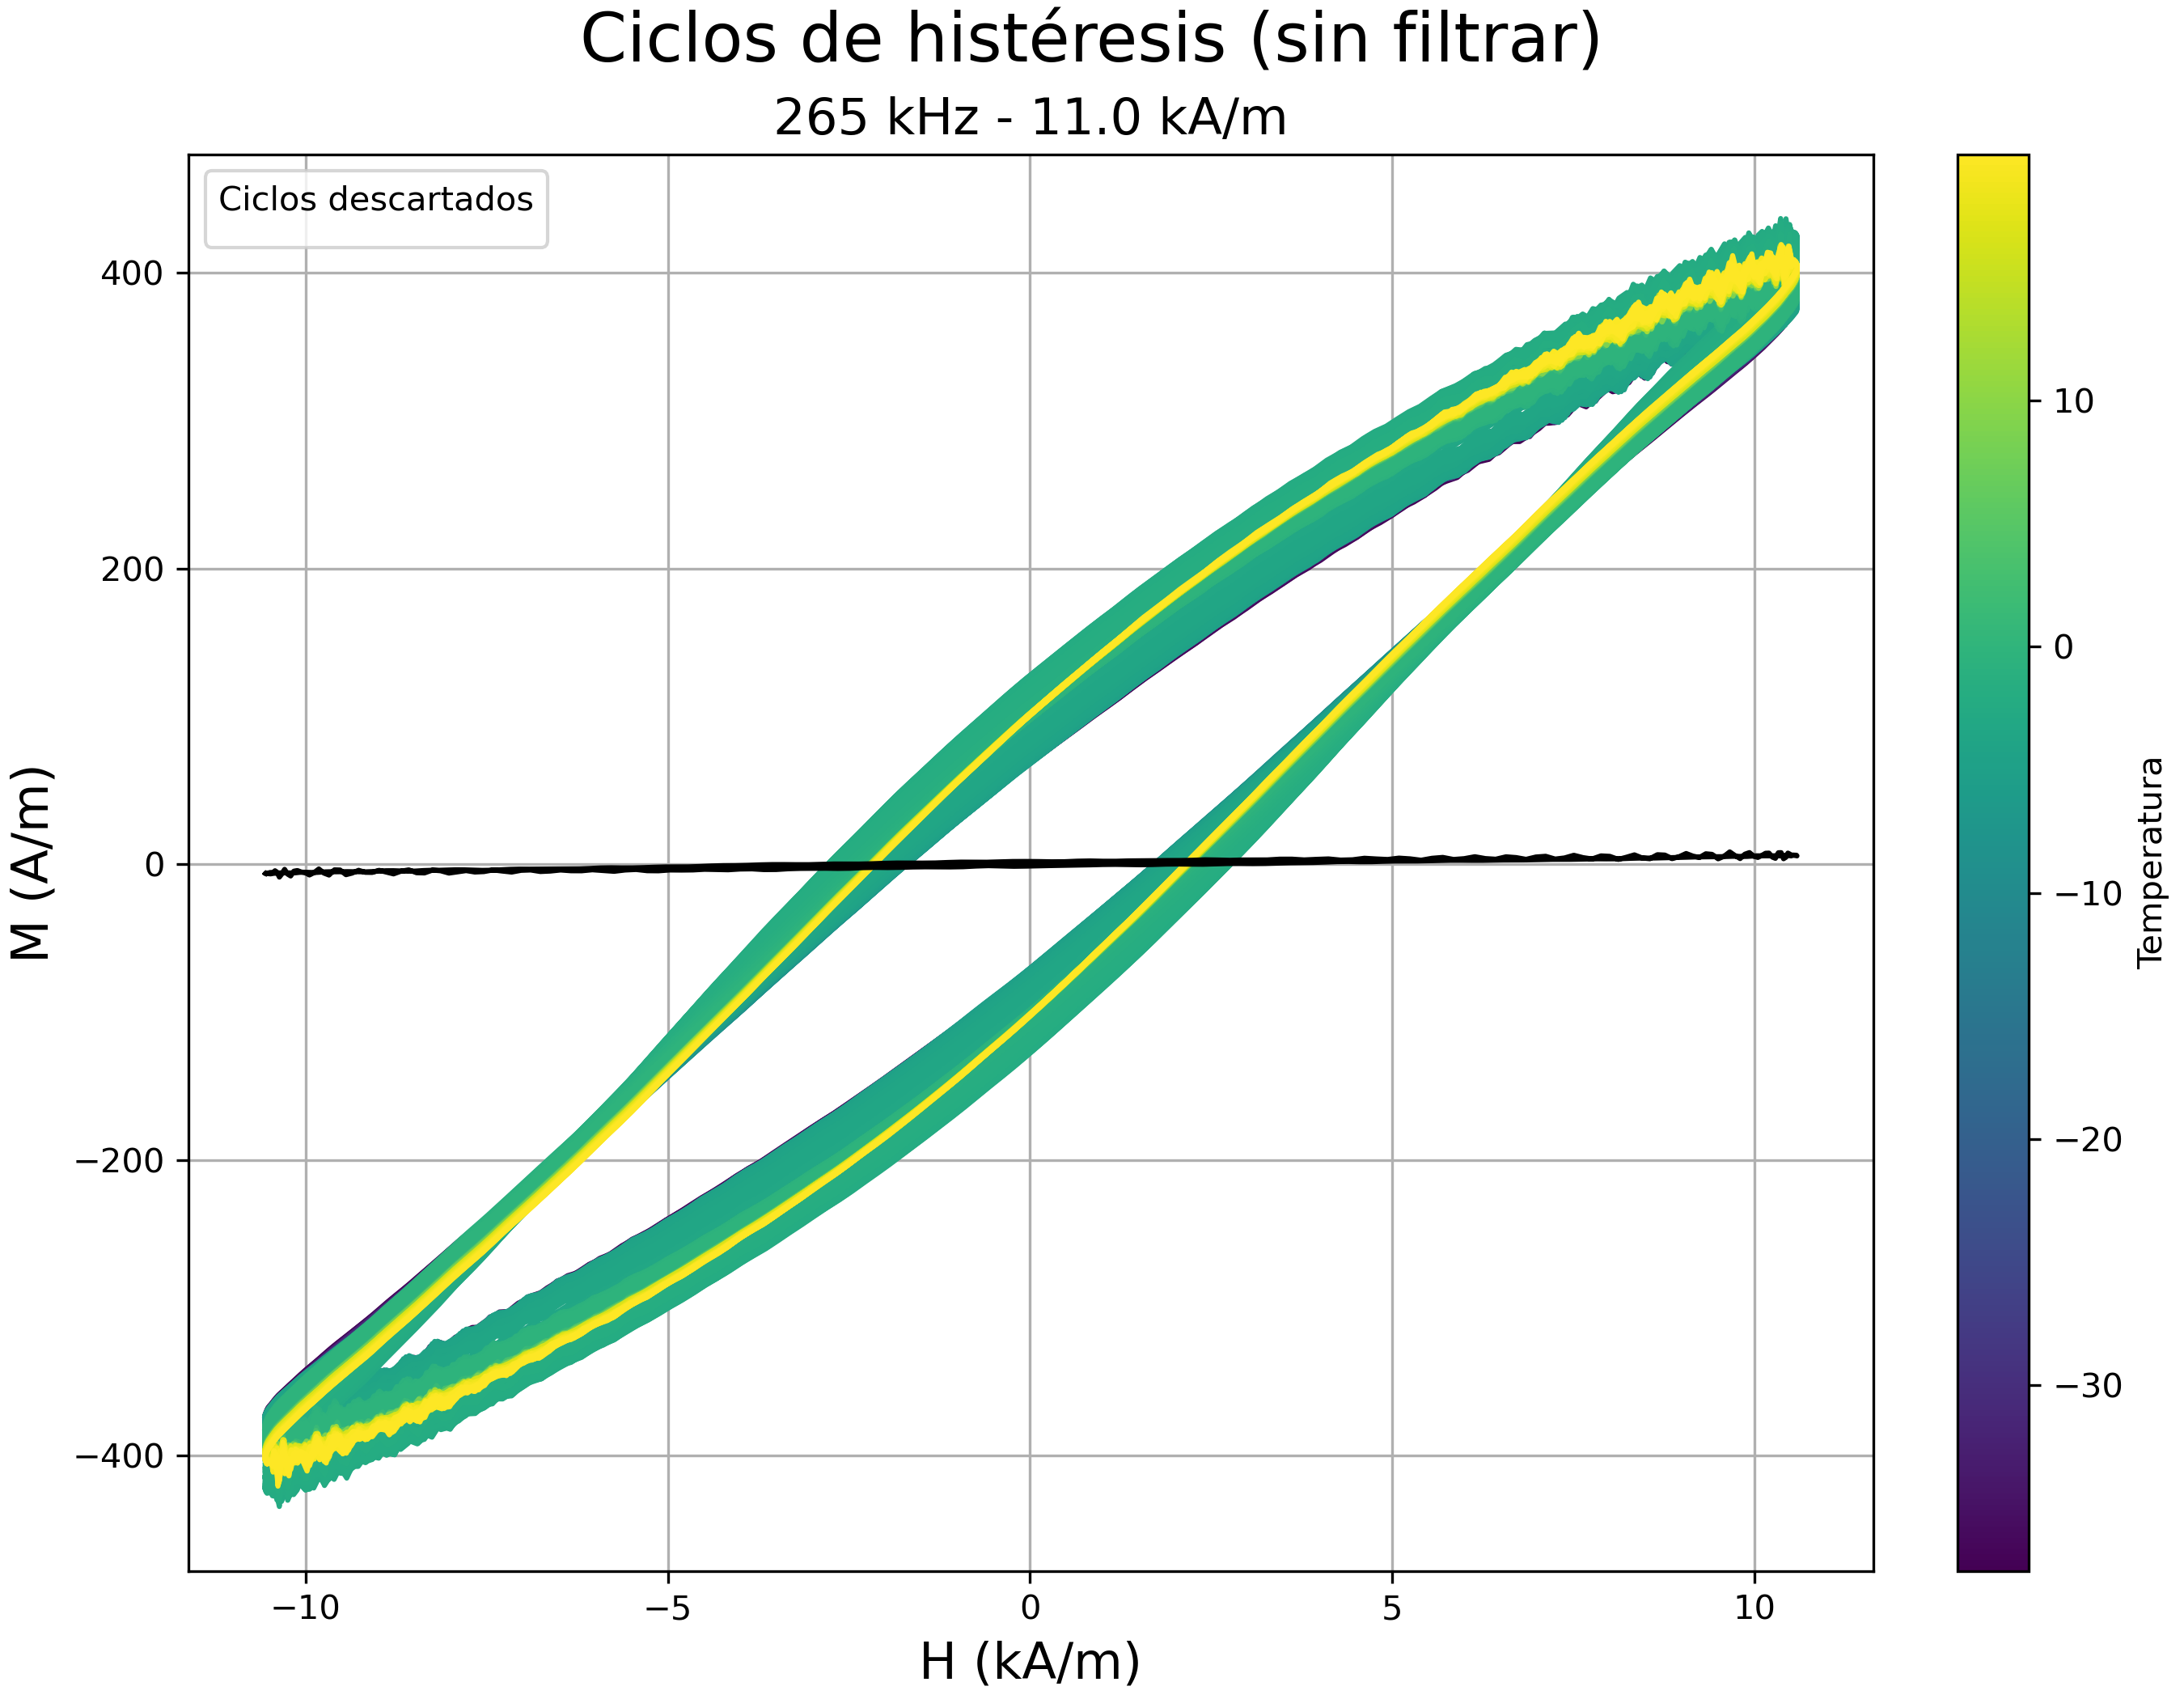 Ciclos de histéresis (sin filtrar)
265 kHz - 11.0 kA/m
Ciclos descartados
M (A/m)
400
200
0
−200
−400
−10
−5
0
5
10
H (kA/m)
10
0
−10
−20
−30
Temperatura